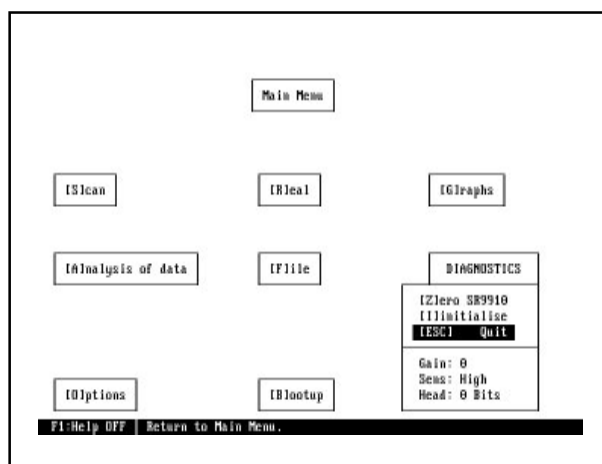 Main Menu
[S]can
[R]eal
[G]raphs
[A]nalysis of data
[F]ile
DIAGNOSTICS
[Z]ero SR9910
[I]initialise
[ESC] Quit
Gain: 0
Sens: High
Head: 0 Bits
[O]ptions
[B]ootup
F1:Help OFF | Return to Main Menu.